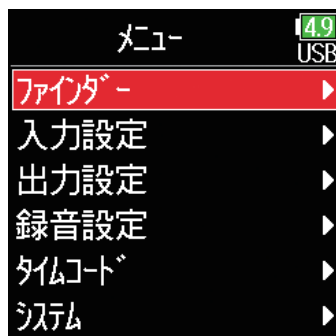 メニュー
4.9
USB
ファインダー
入力設定
出力設定
録音設定
タイムコード
システム